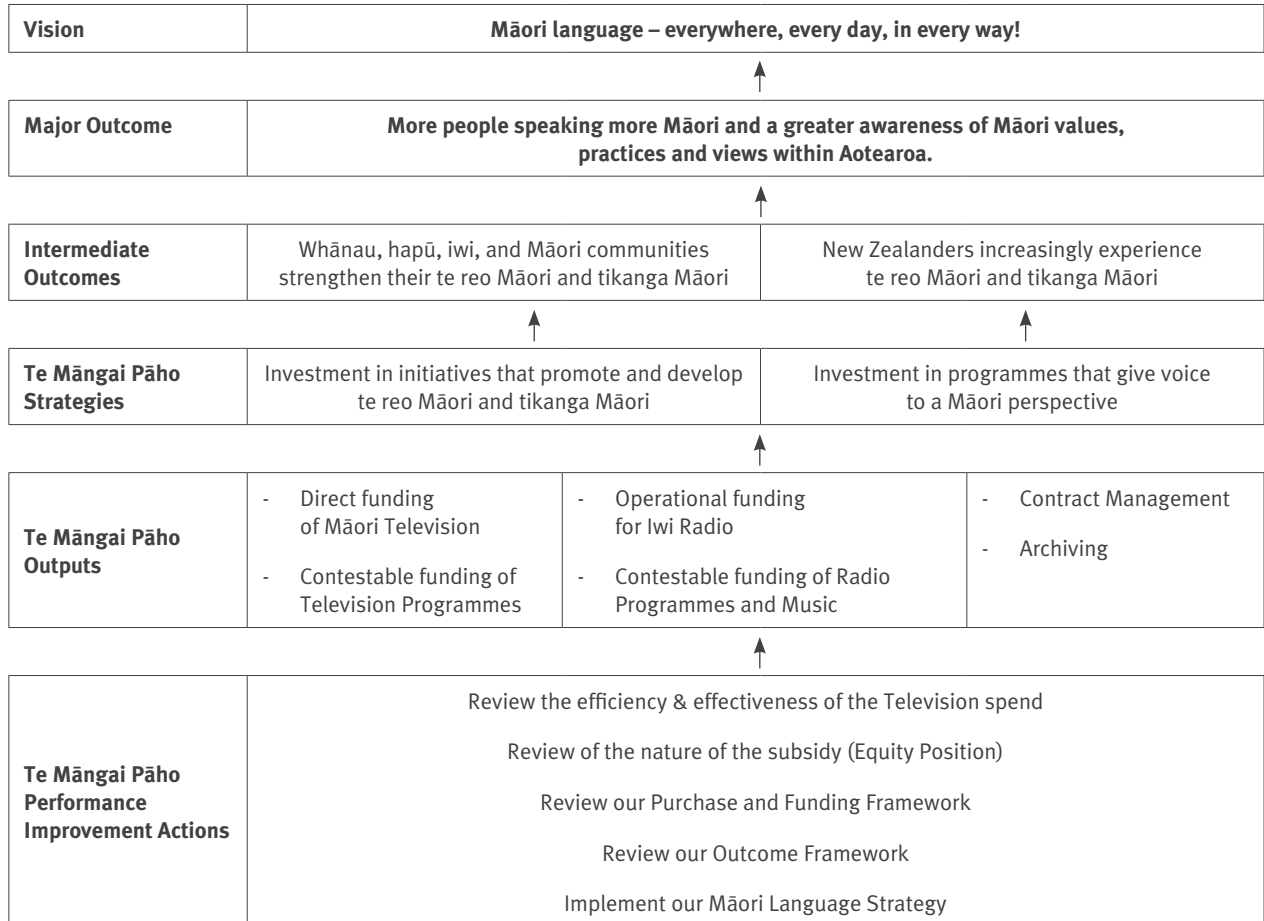 Vision
Māori language – everywhere, every day, in every way!
Major Outcome
More people speaking more Māori and a greater awareness of Māori values,
practices and views within Aotearoa.
Intermediate
Outcomes
Whānau, hapū, iwi, and Māori communities
strengthen their te reo Māori and tikanga Māori
New Zealanders increasingly experience
te reo Māori and tikanga Māori
Te Māngai Pāho
Strategies
Investment in initiatives that promote and develop
te reo Māori and tikanga Māori
Investment in programmes that give voice
to a Māori perspective
Te Māngai Pāho
Outputs
- Direct funding
of Māori Television
- Contestable funding of
Television Programmes
- Operational funding
for Iwi Radio
- Contestable funding of Radio
Programmes and Music
- Contract Management
- Archiving
Te Māngai Pāho
Performance
Improvement Actions
Review the efficiency & effectiveness of the Television spend
Review of the nature of the subsidy (Equity Position)
Review our Purchase and Funding Framework
Review our Outcome Framework
Implement our Māori Language Strategy